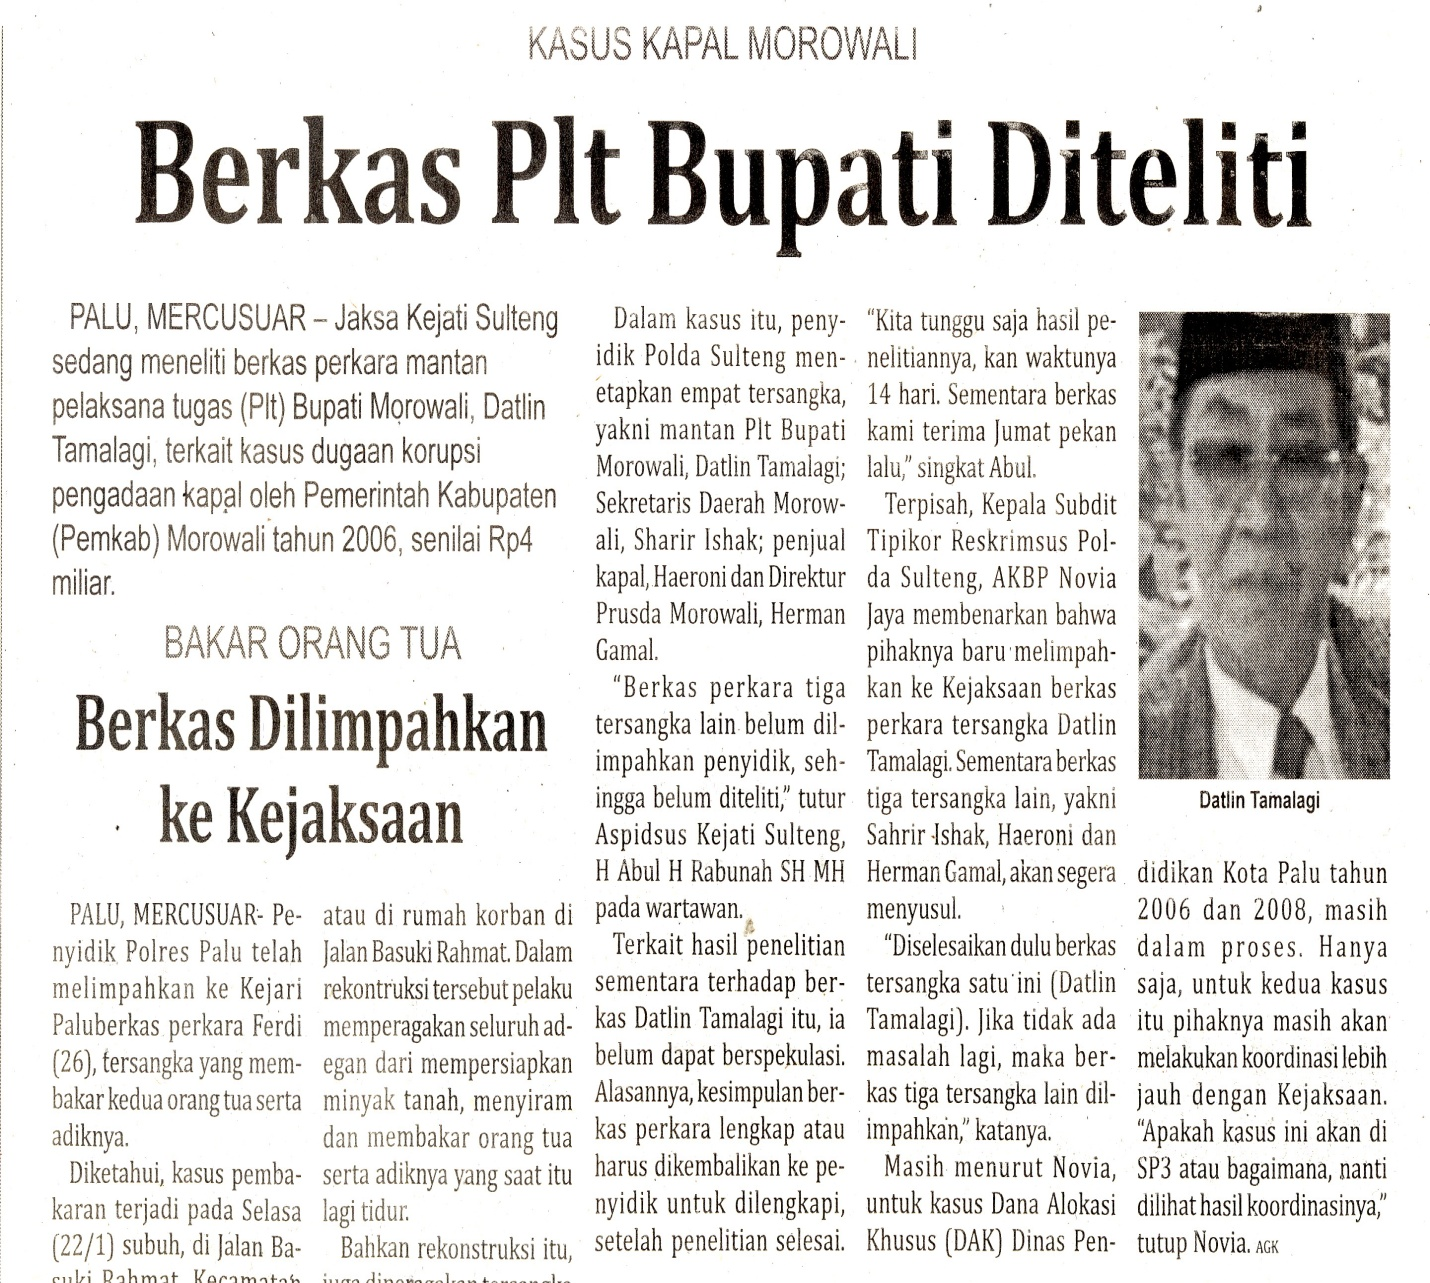 KASUS KAPAL MOROWALI
Berkas Plt Bupati Diteliti
PALU, MERCUSUAR – Jaksa Kejati Sulteng
sedang meneliti berkas perkara mantan
pelaksana tugas (Plt) Bupati Morowali, Datlin
Tamalagi, terkait kasus dugaan korupsi
pengadaan kapal oleh Pemerintah Kabupaten
(Pemkab) Morowali tahun 2006, senilai Rp4
miliar.
Dalam kasus itu, peny-
idik Polda Sulteng men-
etapkan empat tersangka,
yakni mantan Plt Bupati
Morowali, Datlin Tamalagi;
Sekretaris Daerah Morow-
ali, Sharir Ishak; penjual
kapal, Haeroni dan Direktur
Prusda Morowali, Herman
Gamal.
“Berkas perkara tiga
tersangka lain belum dil-
impahkan penyidik, seh-
ingga belum diteliti,” tutur
Aspidsus Kejati Sulteng,
H Abul H Rabunah SH MH
pada wartawan.
Terkait hasil penelitian
sementara terhadap ber-
kas Datlin Tamalagi itu, ia
belum dapat berspekulasi.
Alasannya, kesimpulan ber-
kas perkara lengkap atau
harus dikembalikan ke pe-
nyidik untuk dilengkapi,
setelah penelitian selesai.
“Kita tunggu saja hasil pe-
nelitiannya, kan waktunya
14 hari. Sementara berkas
kami terima Jumat pekan
lalu,” singkat Abul.
Terpisah, Kepala Subdit
Tipikor Reskrimsus Pol-
da Sulteng, AKBP Novia
Jaya membenarkan bahwa
pihaknya baru melimpah-
kan ke Kejaksaan berkas
perkara tersangka Datlin
Tamalagi. Sementara berkas
tiga tersangka lain, yakni
Sahrir Ishak, Haeroni dan
Herman Gamal, akan segera
menyusul.
“Diselesaikan dulu berkas
tersangka satu ini (Datlin
Tamalagi). Jika tidak ada
masalah lagi, maka ber-
kas tiga tersangka lain dil-
impahkan,” katanya.
Masih menurut Novia,
untuk kasus Dana Alokasi
Khusus (DAK) Dinas Pen-
Datlin Tamalagi
didikan Kota Palu tahun
2006 dan 2008, masih
dalam proses. Hanya
saja, untuk kedua kasus
itu pihaknya masih akan
melakukan koordinasi lebih
jauh dengan Kejaksaan.
“Apakah kasus ini akan di
SP3 atau bagaimana, nanti
dilihat hasil koordinasinya,”
tutup Novia. AGK
BAKAR ORANG TUA
Berkas Dilimpahkan
ke Kejaksaan
PALU, MERCUSUAR- Pe-
nyidik Polres Palu telah
melimpahkan ke Kejari
Paluberkas perkara Ferdi
(26), tersangka yang mem-
bakar kedua orang tua serta
adiknya.
Diketahui, kasus pemba-
karan terjadi pada Selasa
(22/1) subuh, di Jalan Ba-
suki Rahmat, Kecamatan
atau di rumah korban di
Jalan Basuki Rahmat. Dalam
rekontruksi tersebut pelaku
memperagakan seluruh ad-
egan dari mempersiapkan
minyak tanah, menyiram
dan membakar orang tua
serta adiknya yang saat itu
lagi tidur.
Bahkan rekonstruksi itu,
juga diperagakan tersangka